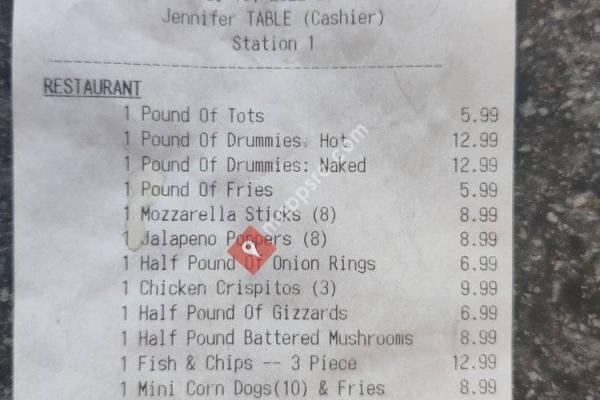 Jennifer TABLE (Cashier)
Station 1
RESTAURANT
1 Pound Of Tots 5.99
1 Pound Of Drummies: Hot 12.99
1 Pound Of Drummies: Naked 12.99
1 Pound Of Fries 5.99
1 Mozzarella Sticks (8) 8.99
1 Jalapeno Poppers (8) 8.99
1 Half Pound Of Onion Rings 6.99
1 Chicken Crispitos (3) 9.99
1 Half Pound Of Gizzards 6.99
1 Half Pound Battered Mushrooms 8.99
1 Fish & Chips -- 3 Piece 12.99
1 Mini Corn Dogs(10) & Fries 8.99